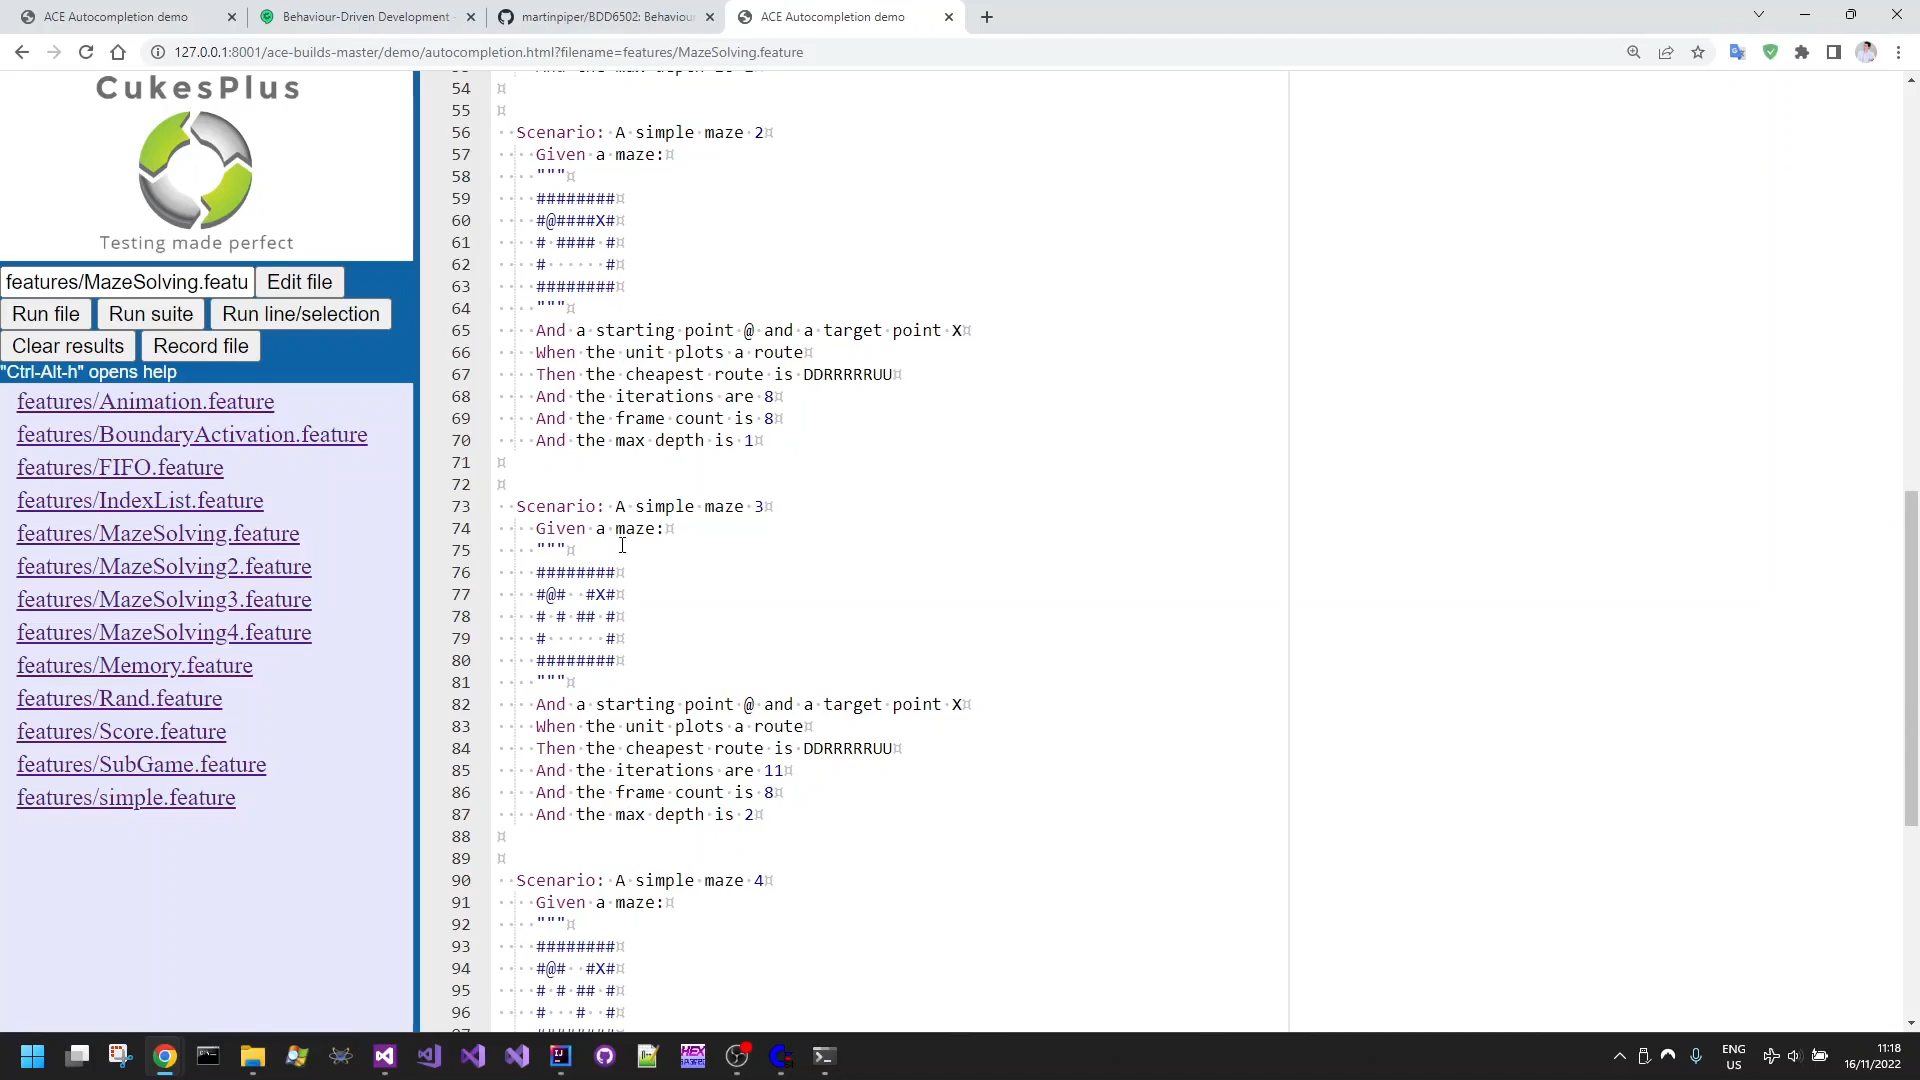 ACE Autocompletion demo
Behaviour-Driven Development -
martinpiper/BDD6502: Behaviour
ACE Autocompletion demo
127.0.0.1:8001/ace-builds-master/demo/autocompletion.html?filename=features/MazeSolving.feature
CukesPlus
Testing made perfect
features/MazeSolving.featu Edit file
Run file Run suite Run line/selection
Clear results Record file
"Ctrl-Alt-h" opens help
features/Animation.feature
features/BoundaryActivation.feature
features/FIFO.feature
features/IndexList.feature
features/MazeSolving.feature
features/MazeSolving2.feature
features/MazeSolving3.feature
features/MazeSolving4.feature
features/Memory.feature
features/Rand.feature
features/Score.feature
features/SubGame.feature
features/simple.feature
54
55
56 Scenario: A simple maze 2
57 Given a maze:
58 """
59 ########
60 #@####X#
61 # #### #
62 #      #
63 ########
64 """
65 And a starting point @ and a target point X
66 When the unit plots a route
67 Then the cheapest route is DDRRRRRUU
68 And the iterations are 8
69 And the frame count is 8
70 And the max depth is 1
71
72
73 Scenario: A simple maze 3
74 Given a maze:
75 """
76 ########
77 #@#  #X#
78 # # ## #
79 #      #
80 ########
81 """
82 And a starting point @ and a target point X
83 When the unit plots a route
84 Then the cheapest route is DDRRRRRUU
85 And the iterations are 11
86 And the frame count is 8
87 And the max depth is 2
88
89
90 Scenario: A simple maze 4
91 Given a maze:
92 """
93 ########
94 #@#  #X#
95 # # ## #
96 #   #  #
HEX
ENG
US
11:18
16/11/2022